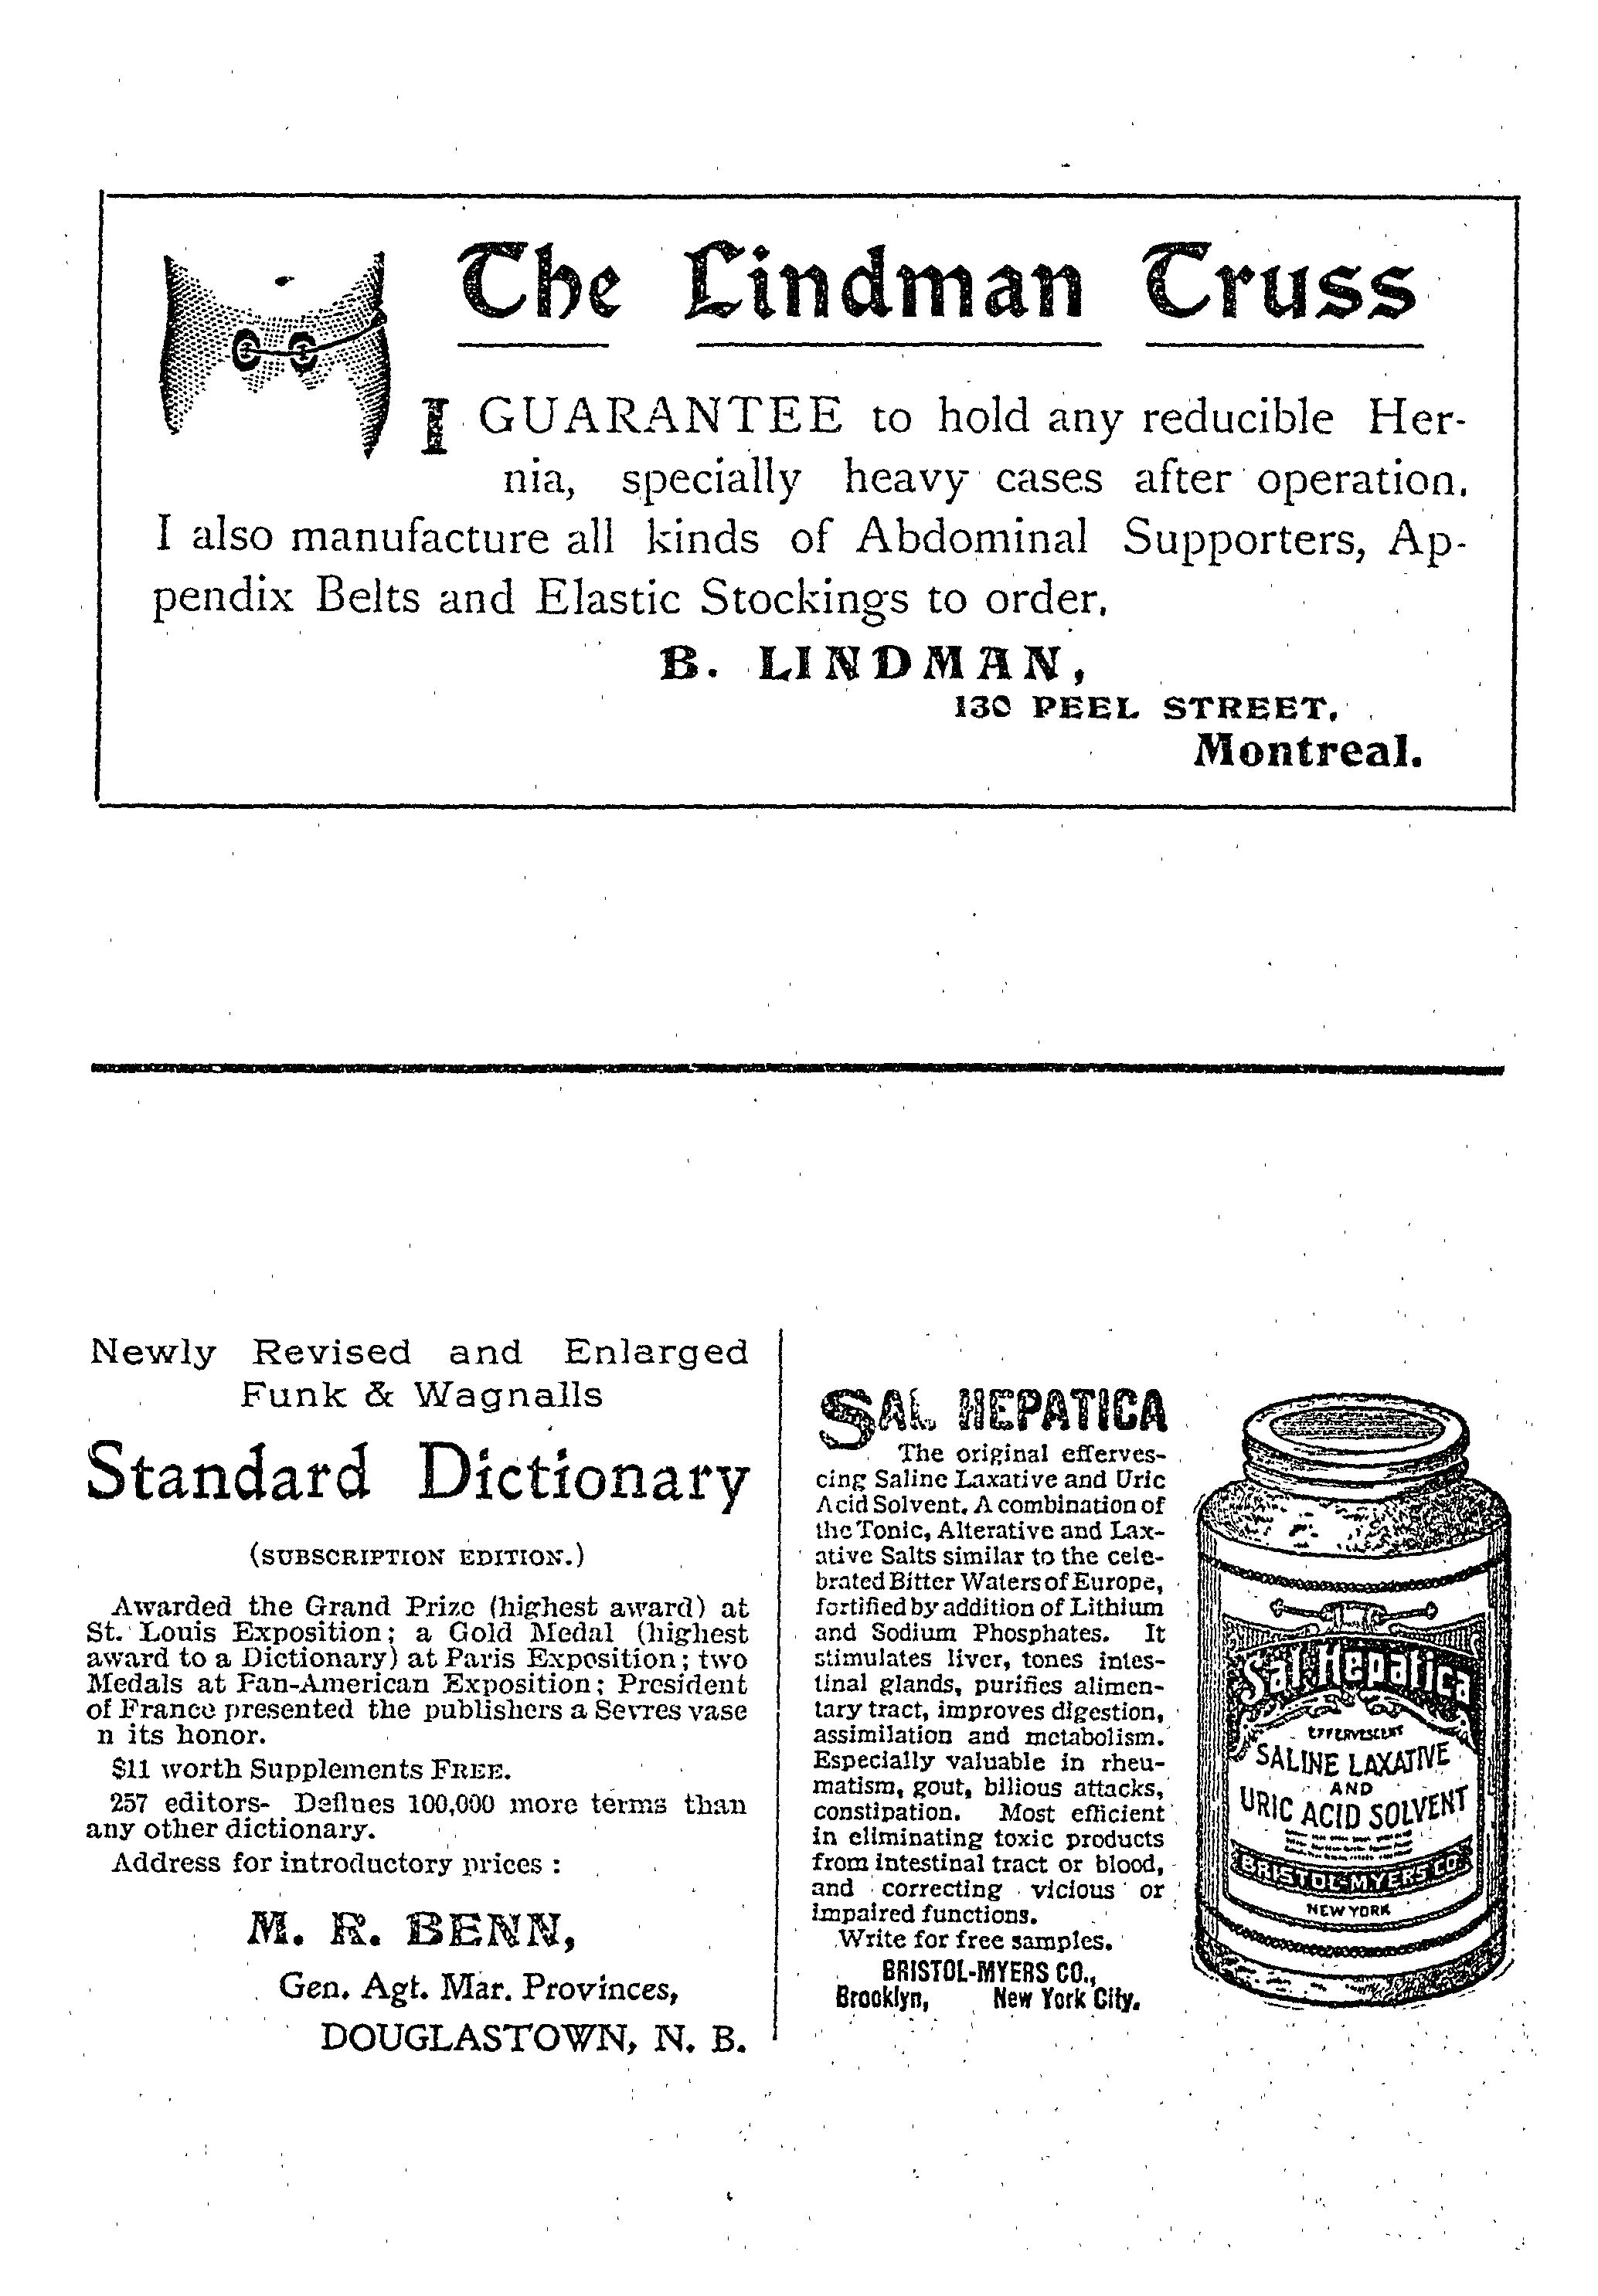 The Lindman Truss
I GUARANTEE to hold any reducible Her-
nia, specially heavy cases after operation.
I also manufacture all kinds of Abdominal Supporters, Ap-
pendix Belts and Elastic Stockings to order.
B. LINDMAN,
130 PEEL STREET.
Montreal.
Newly Revised and Enlarged
Funk & Wagnalls
Standard Dictionary
(SUBSCRIPTION EDITION.)
Awarded the Grand Prize (highest award) at
St. Louis Exposition; a Gold Medal (highest
award to a Dictionary) at Paris Exposition; two
Medals at Pan-American Exposition; President
of France presented the publishers a Sevres vase
n its honor.
$11 worth Supplements FREE.
257 editors- Defines 100,000 more terms than
any other dictionary.
Address for introductory prices :
M. R. BENN,
Gen. Agt. Mar. Provinces,
DOUGLASTOWN, N. B.
SAL HEPATICA
The original efferves-
cing Saline Laxative and Uric
Acid Solvent. A combination of
the Tonic, Alterative and Lax-
ative Salts similar to the cele-
brated Bitter Waters of Europe,
fortified by addition of Lithium
and Sodium Phosphates. It
stimulates liver, tones intes-
tinal glands, purifies alimen-
tary tract, improves digestion,
assimilation and metabolism.
Especially valuable in rheu-
matism, gout, bilious attacks,
constipation. Most efficient
in eliminating toxic products
from intestinal tract or blood,
and correcting vicious or
impaired functions.
Write for free samples.
BRISTOL-MYERS CO.,
Brooklyn, New York City.
Sal Hepatica
EFFERVESCENT
SALINE LAXATIVE
AND
URIC ACID SOLVENT
BRISTOL-MYERS CO.
NEW YORK